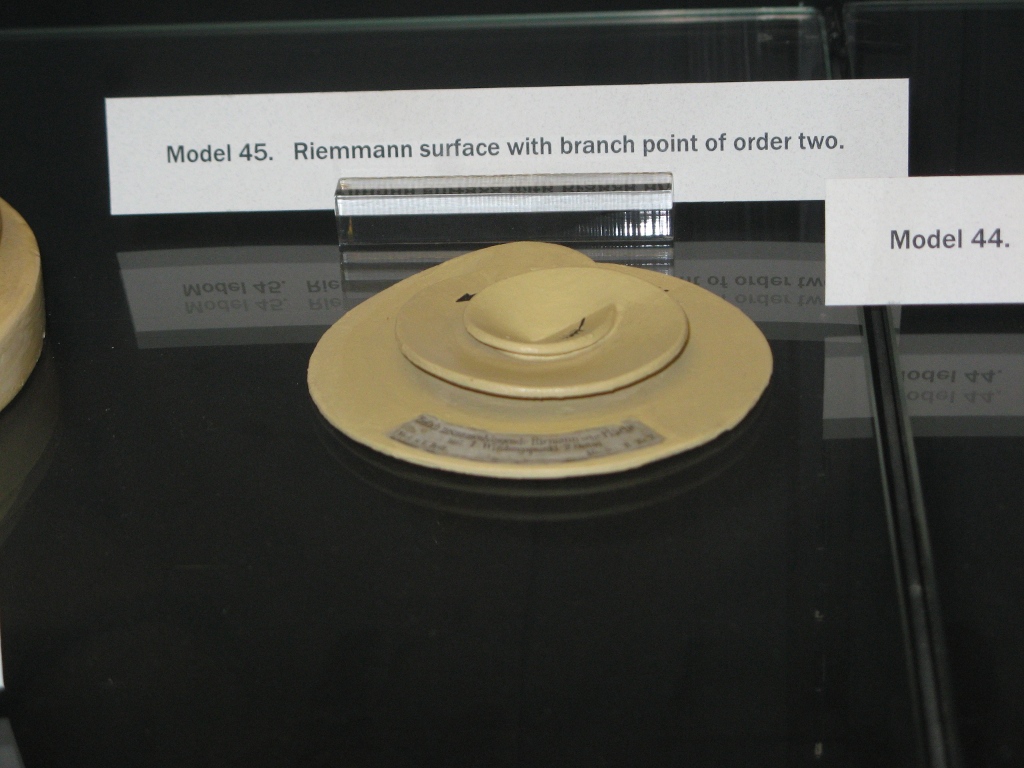 Model 45. Riemmann surface with branch point of order two.
Model 44.